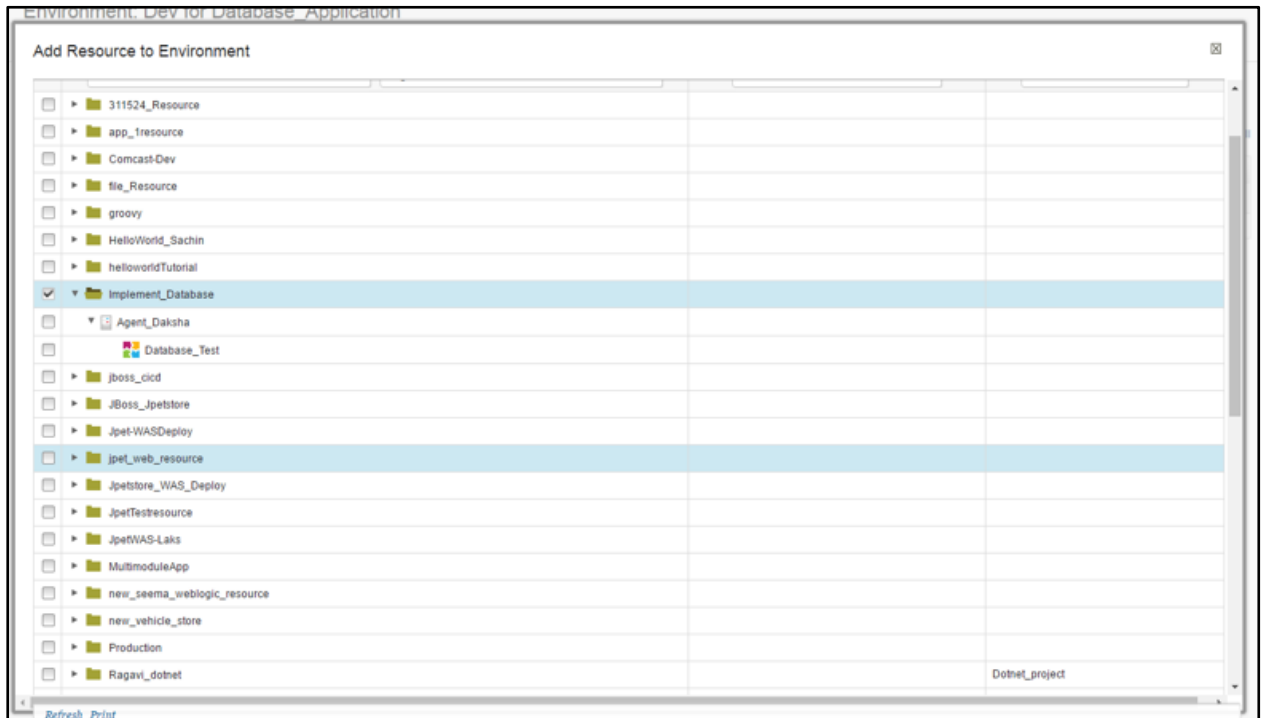 Environment: Dev for Database_Application
Add Resource to Environment
311524_Resource
app_1resource
Comcast-Dev
file_Resource
groovy
HelloWorld_Sachin
helloworldTutorial
Implement_Database
Agent_Daksha
Database_Test
jboss_cicd
JBoss_Jpetstore
Jpet-WASDeploy
jpet_web_resource
Jpetstore_WAS_Deploy
JpetTestresource
JpetWAS-Laks
MultimoduleApp
new_seema_weblogic_resource
new_vehicle_store
Production
Ragavi_dotnet Dotnet_project
Refresh Print